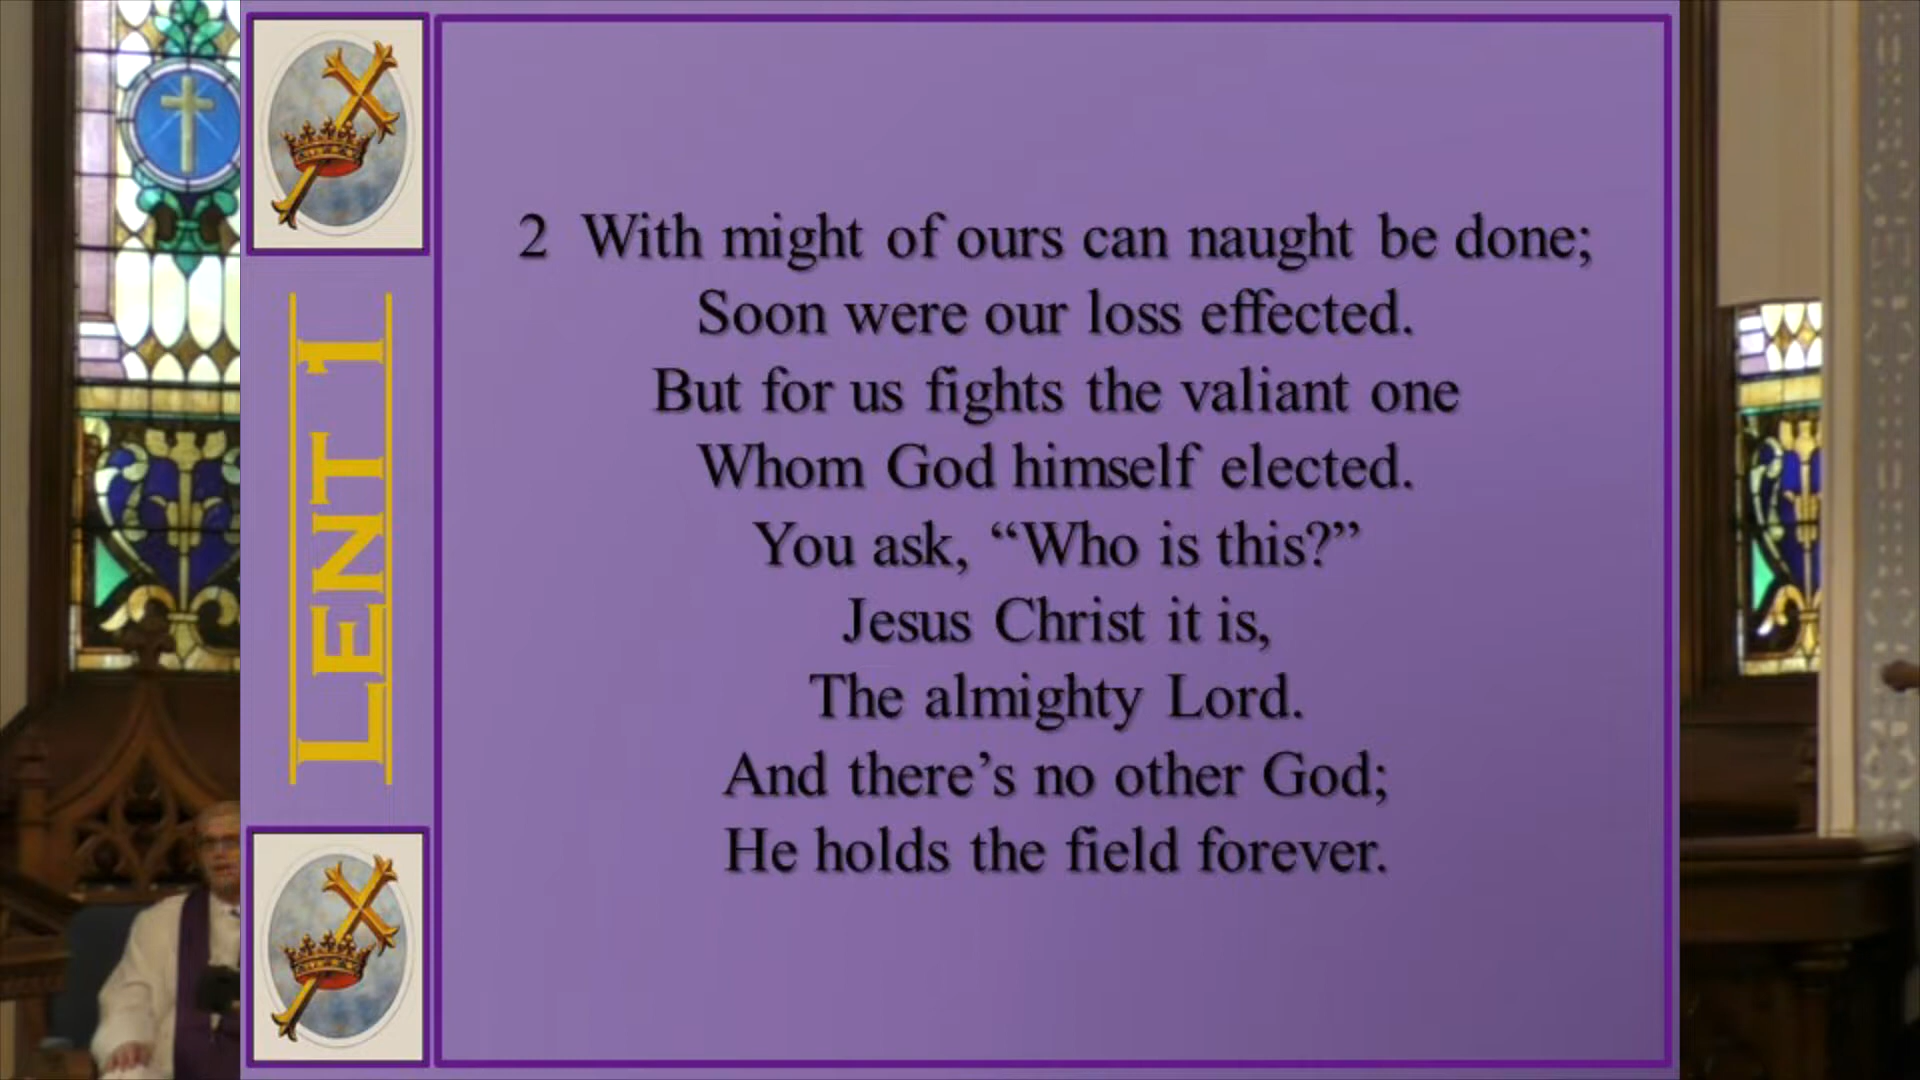 LENT 1
2 With might of ours can naught be done;
Soon were our loss effected.
But for us fights the valiant one
Whom God himself elected.
You ask, “Who is this?”
Jesus Christ it is,
The almighty Lord.
And there’s no other God;
He holds the field forever.